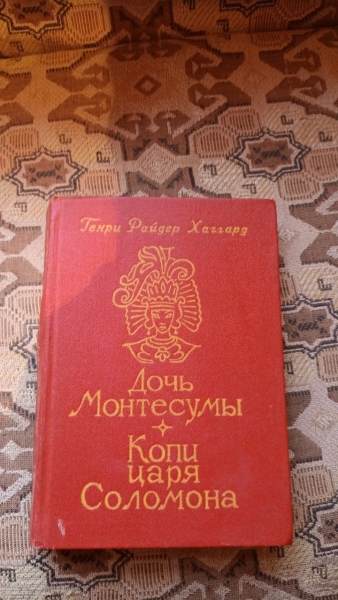 Генри Райдер Хаггард
Дочь
Монтесумы
Копи
царя
Соломона